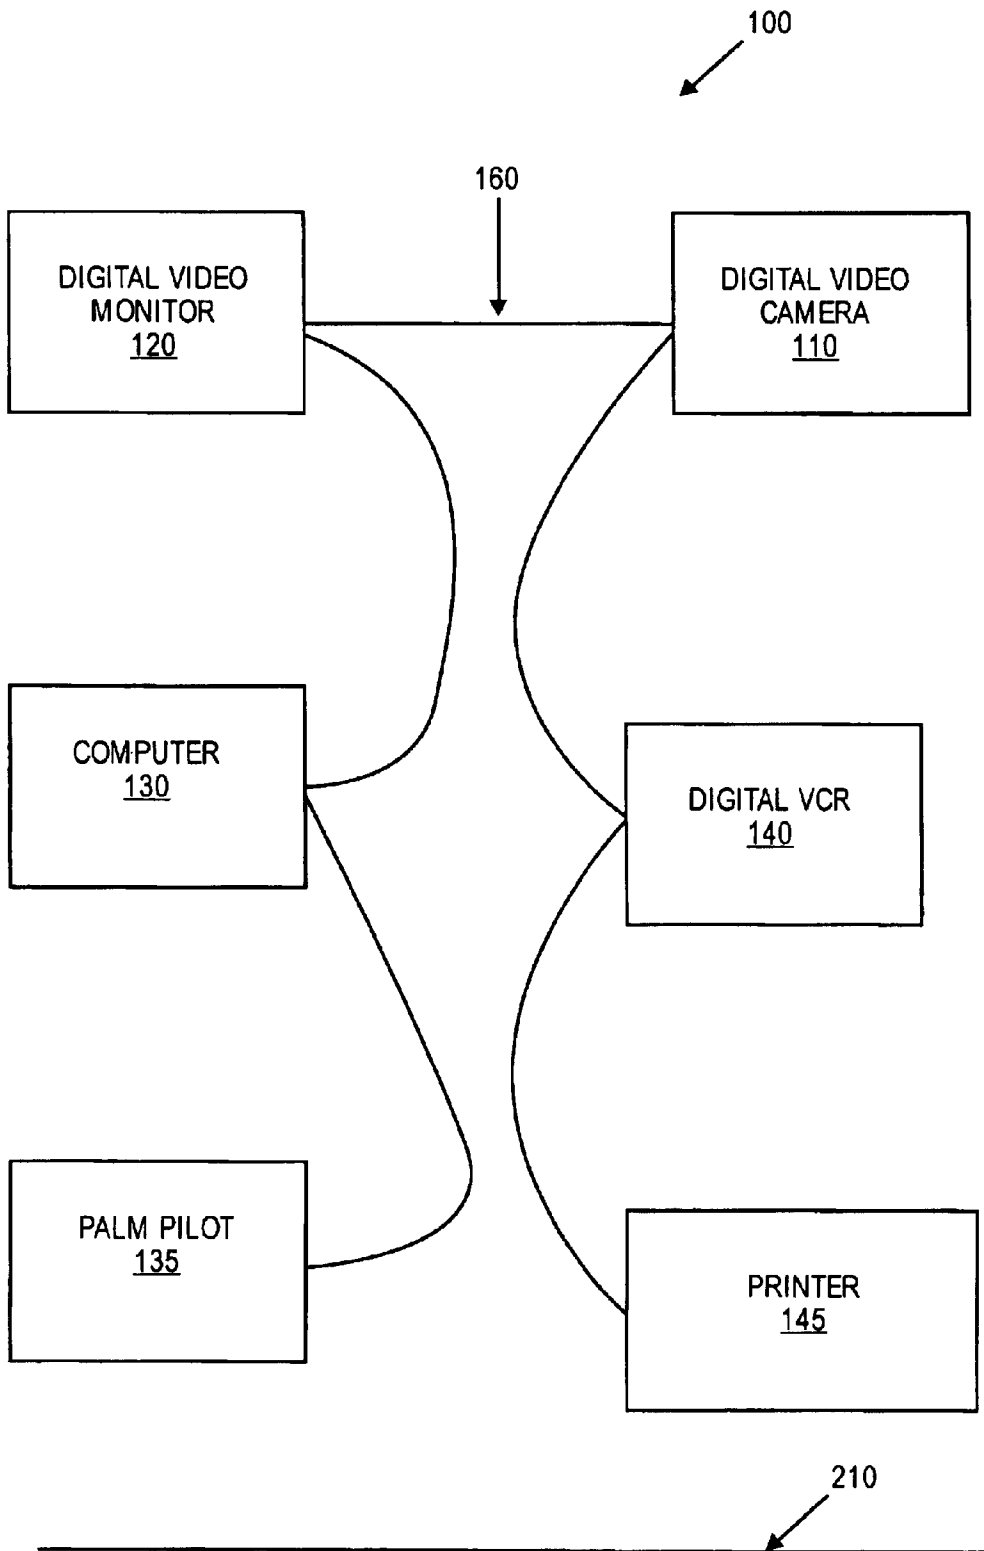 100
160
DIGITAL VIDEO
MONITOR
120
DIGITAL VIDEO
CAMERA
110
COMPUTER
130
DIGITAL VCR
140
PALM PILOT
135
PRINTER
145
210